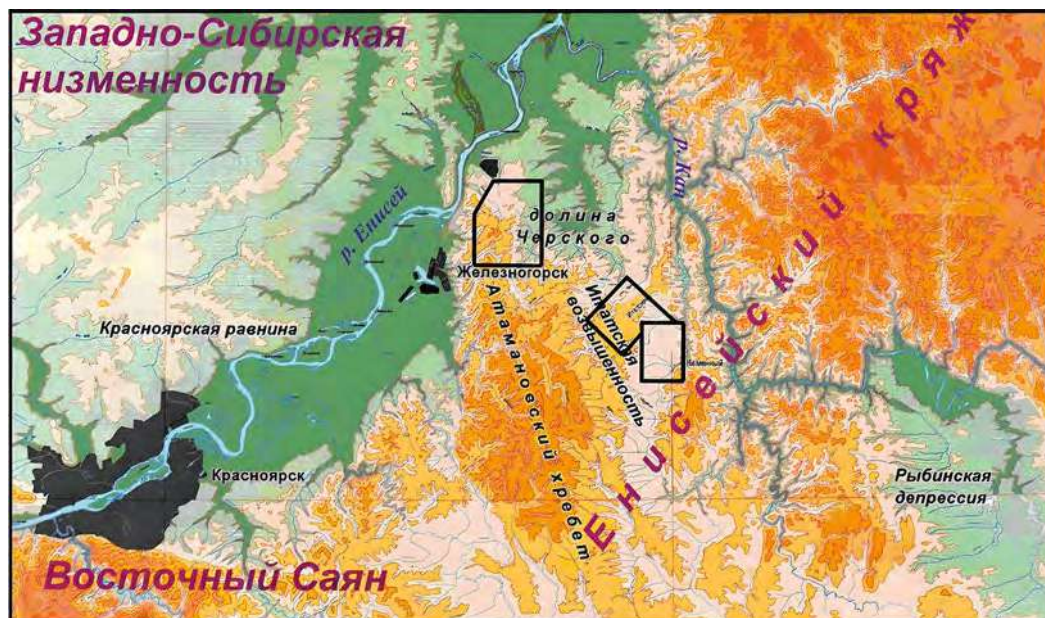 Западно-Сибирская
низменность
р. Енисей
р. Кан
долина
Черского
Железногорск
Атамановский хребет
Итатская
возвышенность
Енисейский кряж
Красноярская равнина
Красноярск
Рыбинская
депрессия
Восточный Саян